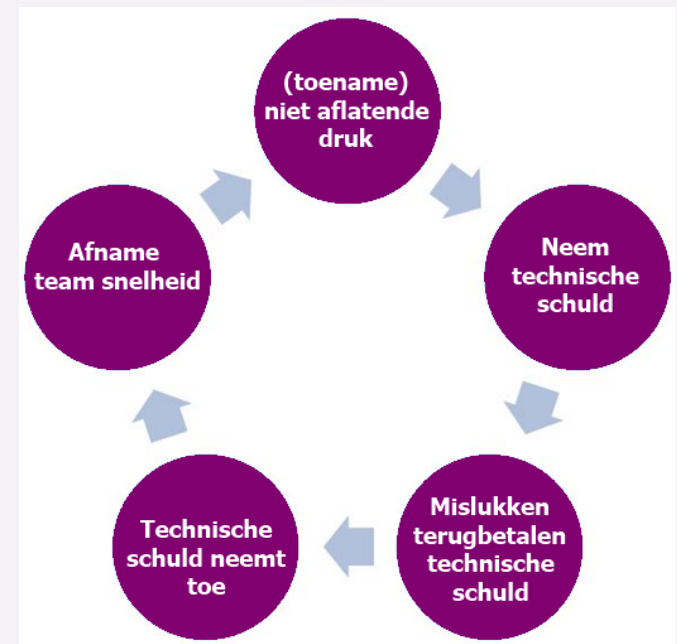 (toename)
niet aflatende
druk
Neem
technische
schuld
Mislukken
terugbetalen
technische
schuld
Technische
schuld neemt
toe
Afname
team snelheid